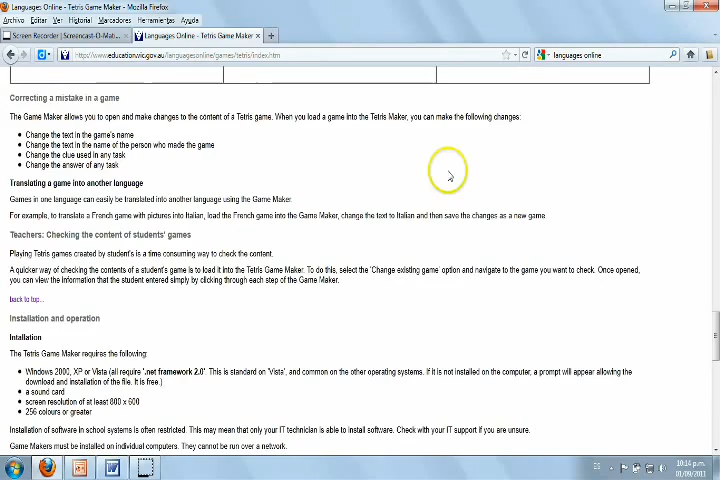 Languages Online - Tetris Game Maker - Mozilla Firefox
Archivo Editar Ver Historial Marcadores Herramientas Ayuda
Screen Recorder | Screencast-O-Mati...
Languages Online - Tetris Game Maker
http://www.education.vic.gov.au/languagesonline/games/tetris/index.htm
languages online
Correcting a mistake in a game
The Game Maker allows you to open and make changes to the content of a Tetris game. When you load a game into the Tetris Maker, you can make the following changes:
Change the text in the game's name
Change the text in the name of the person who made the game
Change the clue used in any task
Change the answer of any task
Translating a game into another language
Games in one language can easily be translated into another language using the Game Maker.
For example, to translate a French game with pictures into Italian, load the French game into the Game Maker, change the text to Italian and then save the changes as a new game.
Teachers: Checking the content of students' games
Playing Tetris games created by student's is a time consuming way to check the content.
A quicker way of checking the contents of a student's game is to load it into the Tetris Game Maker. To do this, select the 'Change existing game' option and navigate to the game you want to check. Once opened,
you can view the information that the student entered simply by clicking through each step of the Game Maker.
back to top...
Installation and operation
Intallation
The Tetris Game Maker requires the following:
Windows 2000, XP or Vista (all require '.net framework 2.0'. This is standard on 'Vista', and common on the other operating systems. If it is not installed on the computer, a prompt will appear allowing the
download and installation of the file. It is free.)
a sound card
screen resolution of at least 800 x 600
256 colours or greater
Installation of software in school systems is often restricted. This may mean that only your IT technician is able to install software. Check with your IT support if you are unsure.
Game Makers must be installed on individual computers. They cannot be run over a network.
ES
10:14 p.m.
01/09/2011